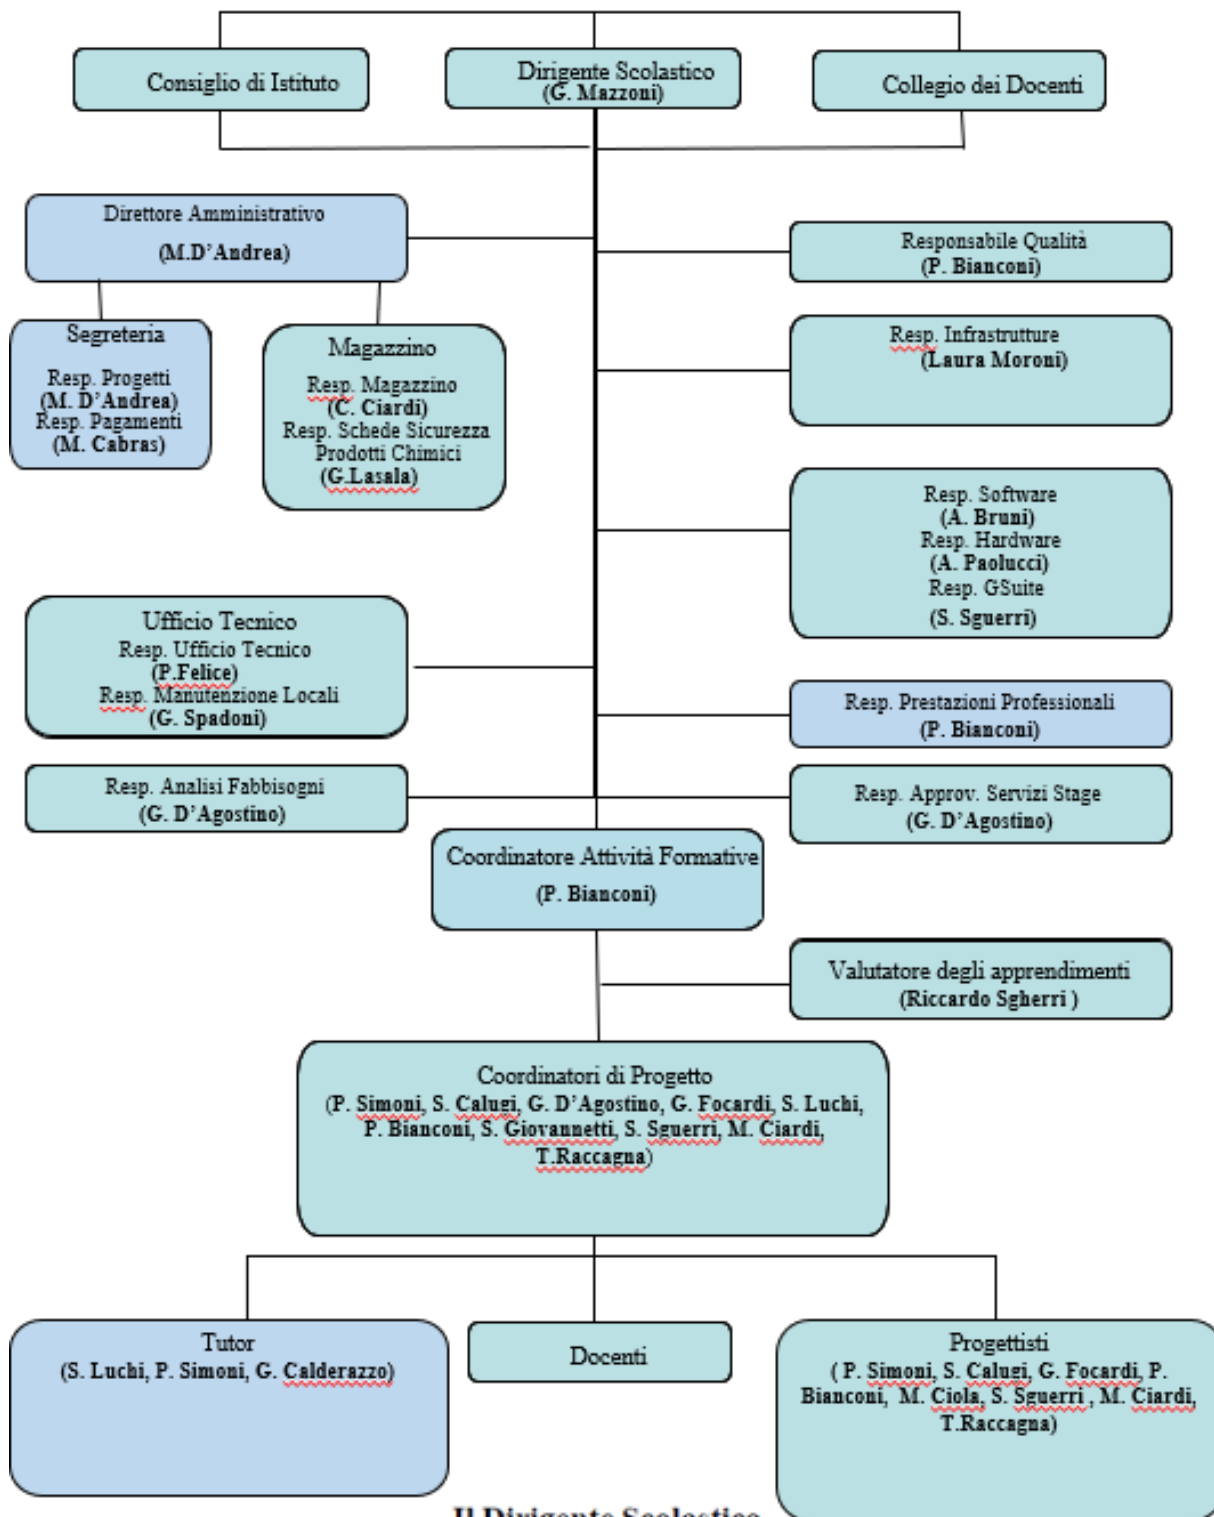 Consiglio di Istituto
Dirigente Scolastico
(G. Mazzoni)
Collegio dei Docenti
Direttore Amministrativo
(M.D’Andrea)
Responsabile Qualità
(P. Bianconi)
Segreteria
Resp. Progetti
(M. D’Andrea)
Resp. Pagamenti
(M. Cabras)
Magazzino
Resp. Magazzino
(C. Ciardi)
Resp. Schede Sicurezza
Prodotti Chimici
(G.Lasala)
Resp. Infrastrutture
(Laura Moroni)
Resp. Software
(A. Bruni)
Resp. Hardware
(A. Paolucci)
Resp. GSuite
(S. Sguerri)
Ufficio Tecnico
Resp. Ufficio Tecnico
(P.Felice)
Resp. Manutenzione Locali
(G. Spadoni)
Resp. Prestazioni Professionali
(P. Bianconi)
Resp. Analisi Fabbisogni
(G. D’Agostino)
Resp. Approv. Servizi Stage
(G. D’Agostino)
Coordinatore Attività Formative
(P. Bianconi)
Valutatore degli apprendimenti
(Riccardo Sgherri )
Coordinatori di Progetto
(P. Simoni, S. Calugi, G. D’Agostino, G. Focardi, S. Luchi,
P. Bianconi, S. Giovannetti, S. Sguerri, M. Ciardi,
T.Raccagna)
Tutor
(S. Luchi, P. Simoni, G. Calderazzo)
Docenti
Progettisti
( P. Simoni, S. Calugi, G. Focardi, P.
Bianconi, M. Ciola, S. Sguerri , M. Ciardi,
T.Raccagna)
Il Dirigente Scolastico